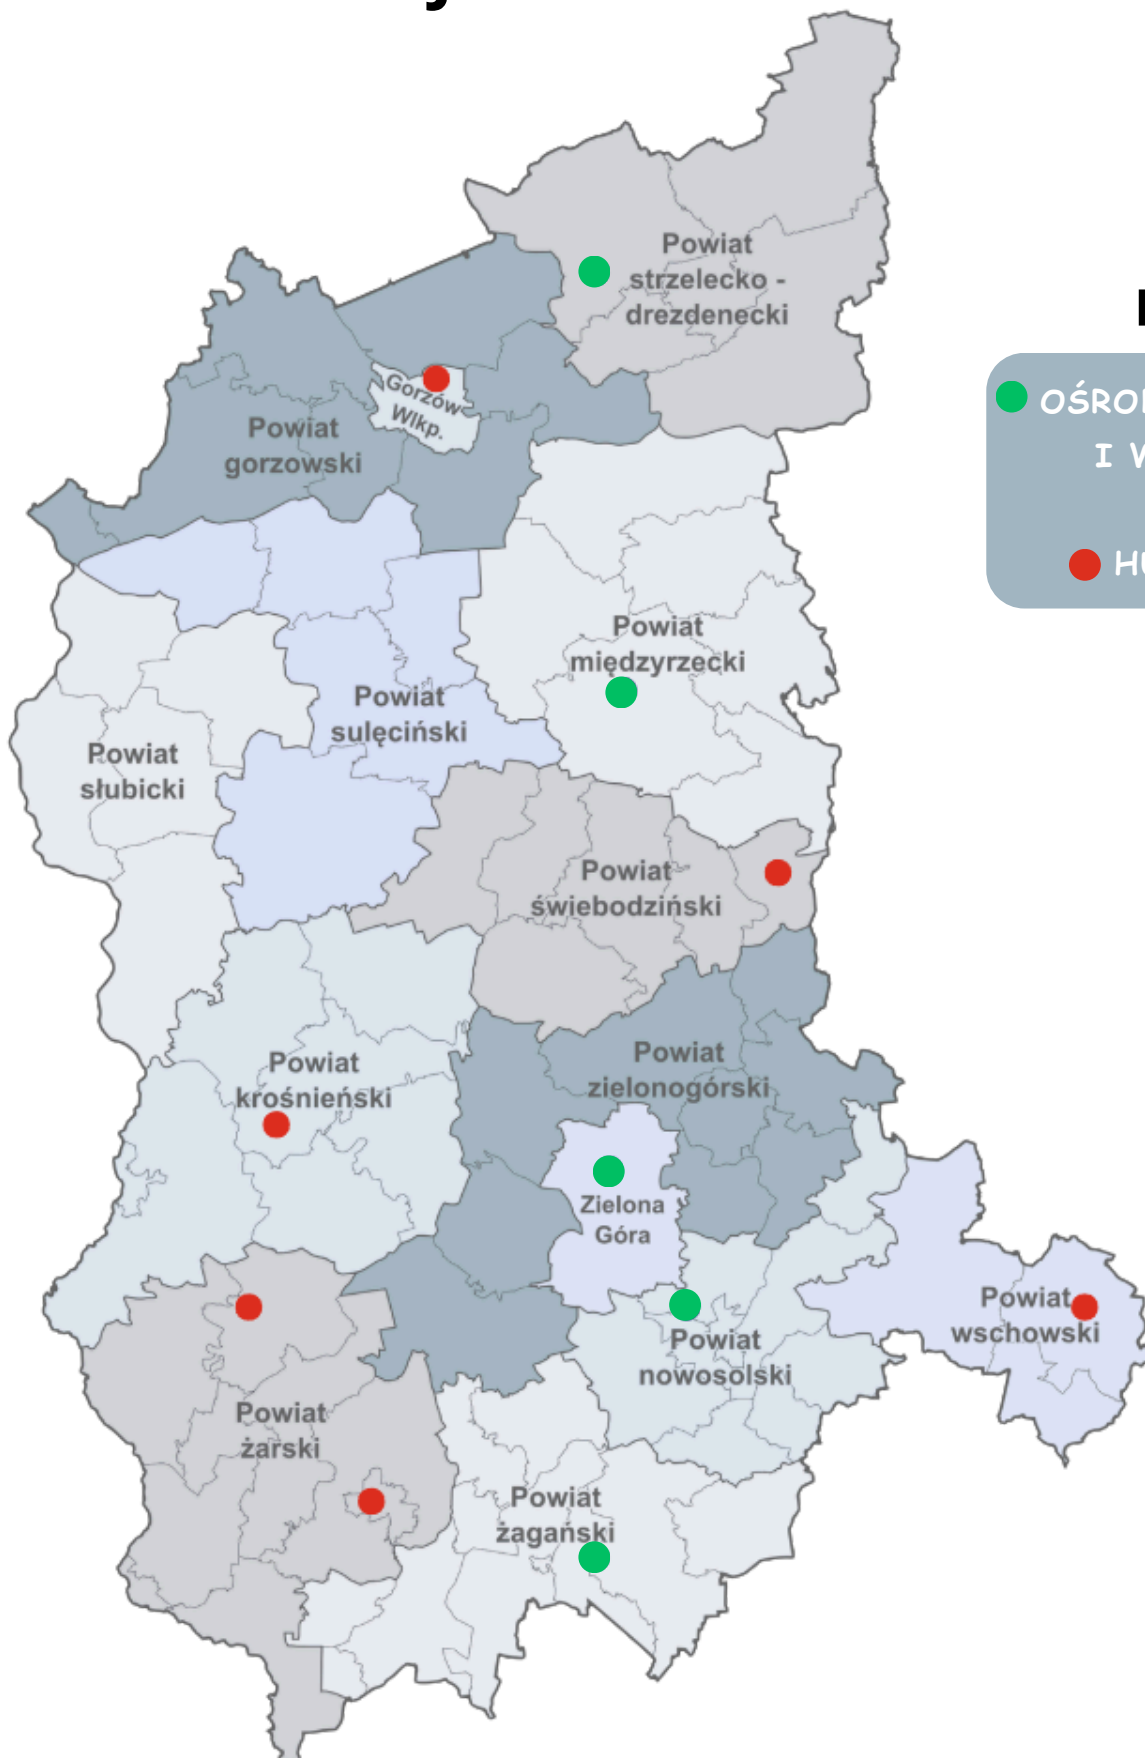 Powiat
strzelecko -
drezdenecki
Gorzów
Wlkp.
Powiat
gorzowski
OŚRO
I W
Powiat
międzyrzecki
Powiat
sulęciński
Powiat
słubicki
Powiat
świebodziński
Powiat
krośnieński
Powiat
zielonogórski
Zielona
Góra
Powiat
wschowski
Powiat
nowosolski
Powiat
żarski
Powiat
żagański